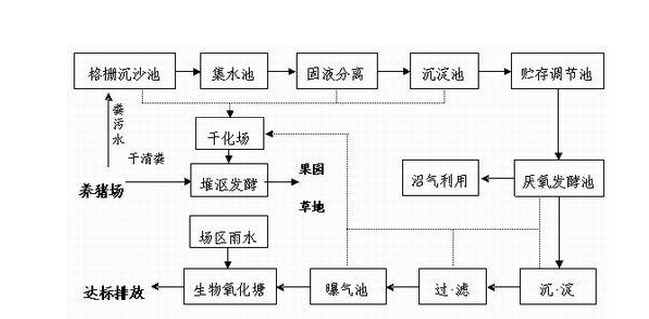 格栅沉沙池
集水池
固液分离
沉淀池
贮存调节池
粪污水
干化场
干清粪
养猪场
堆沤发酵
果园
草地
沼气利用
厌氧发酵池
场区雨水
达标排放
生物氧化塘
曝气池
过·滤
沉·淀